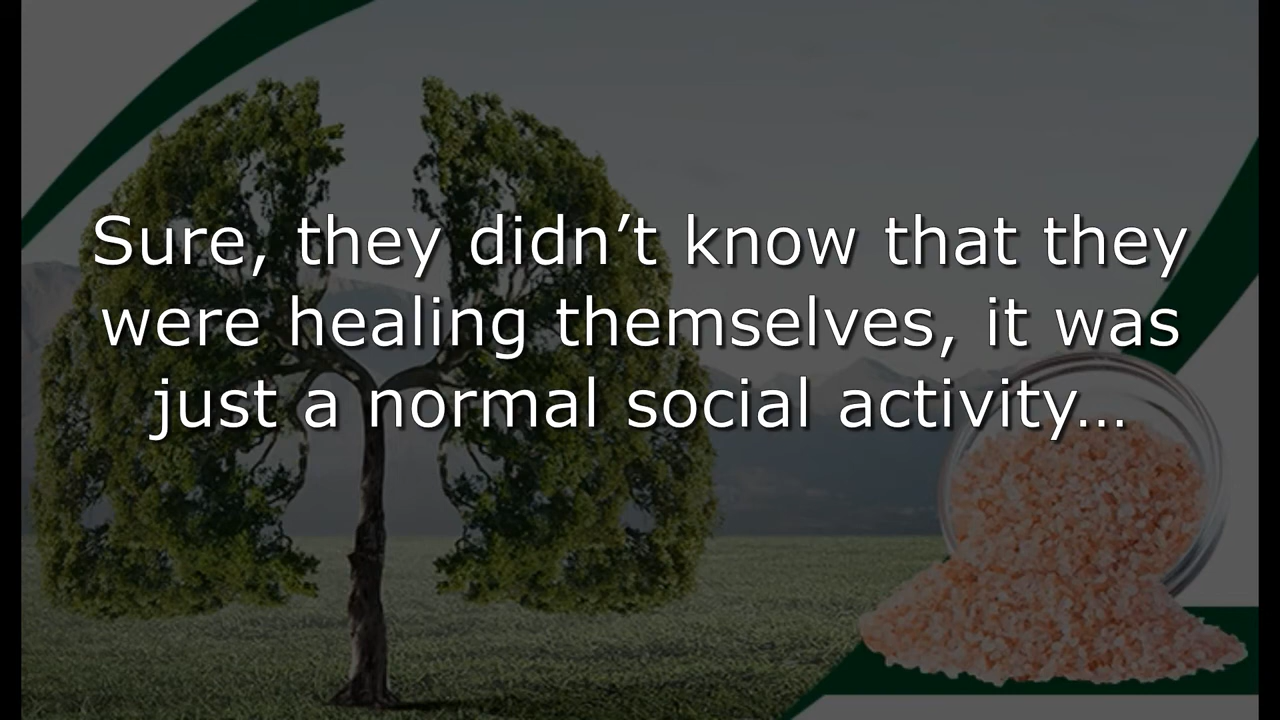 Sure, they didn’t know that they
were healing themselves, it was
just a normal social activity…